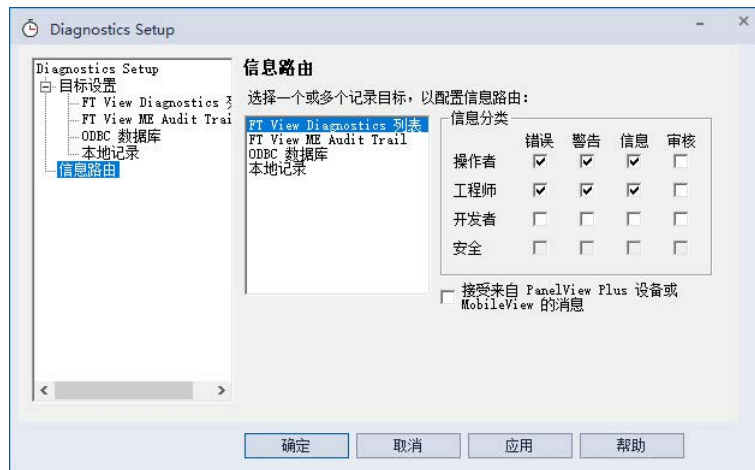 Diagnostics Setup
Diagnostics Setup
目标设置
FT View Diagnostics 列
FT View ME Audit Trai
ODBC 数据库
本地记录
信息路由
信息路由
选择一个或多个记录目标，以配置信息路由：
FT View Diagnostics 列表
FT View ME Audit Trail
ODBC 数据库
本地记录
信息分类
错误 警告 信息 审核
操作者
工程师
开发者
安全
接受来自 PanelView Plus 设备或
MobileView 的消息
确定 取消 应用 帮助